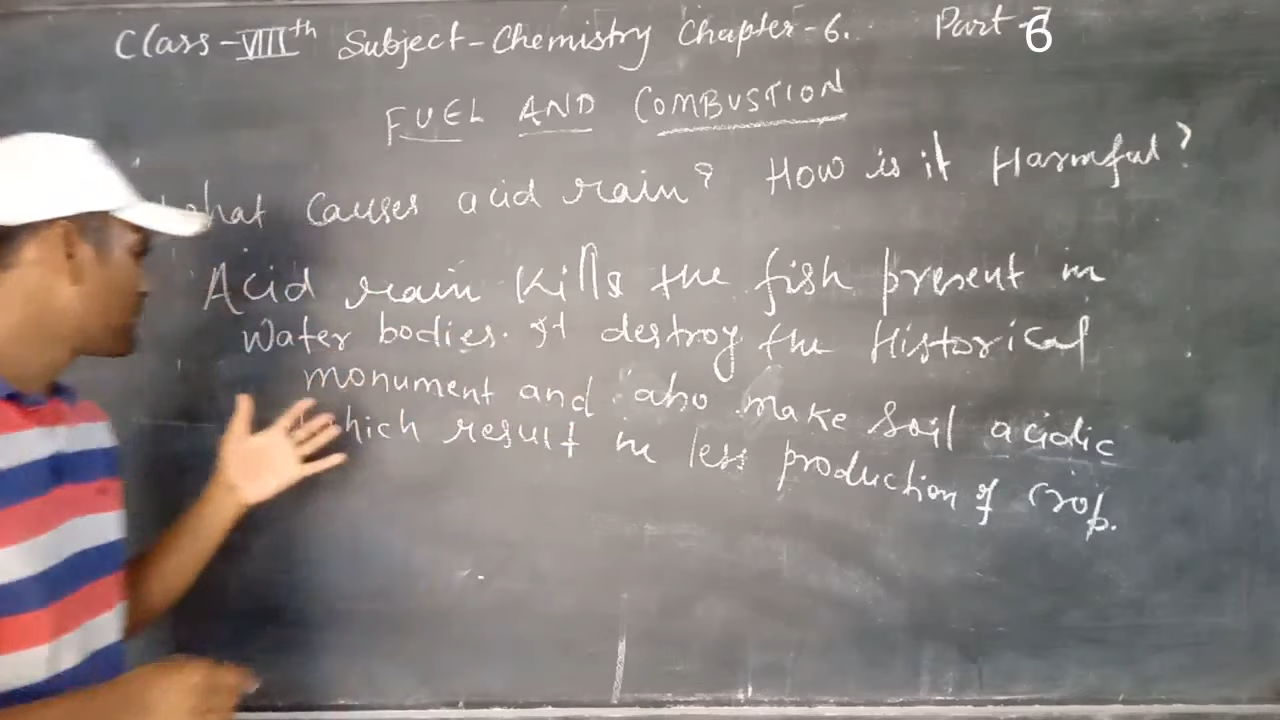 Class-VIIIth Subject-Chemistry Chapter-6. Part-6
FUEL AND COMBUSTION
What causes acid rain? How is it Harmful?
Acid rain kills the fish present in
water bodies. It destroy the Historical
monument and also make soil acidic
which result in less production of crop.